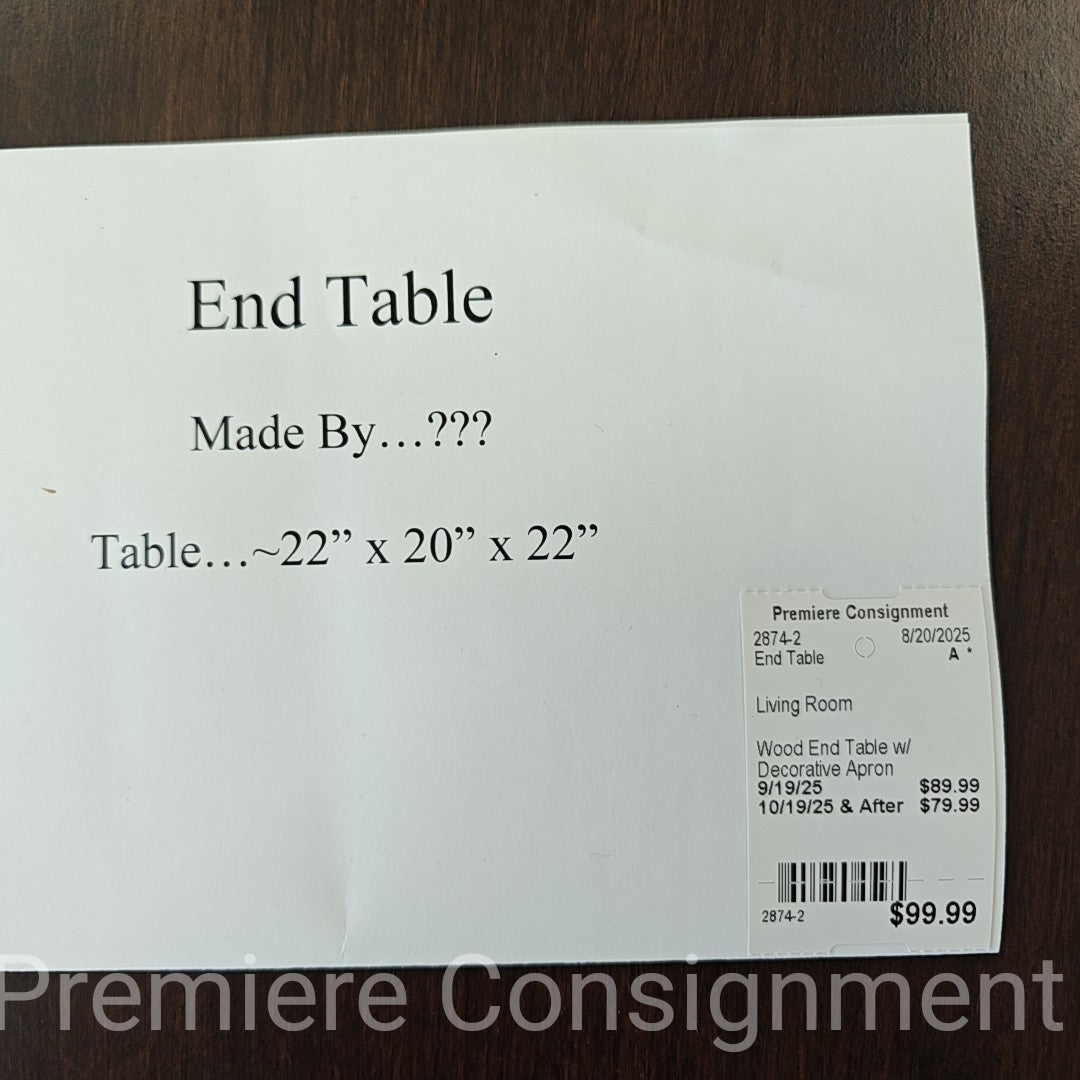 End Table
Made By…???
Table…~22” x 20” x 22”
Premiere Consignment
2874-2 8/20/2025
End Table A *
Living Room
Wood End Table w/
Decorative Apron
9/19/25 $89.99
10/19/25 & After $79.99
2874-2 $99.99
Premiere Consignment